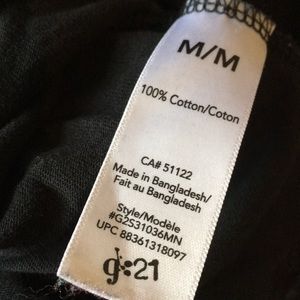 M/M
100% Cotton/Coton
CA# 51122
Made in Bangladesh/
Fait au Bangladesh
Style/Modèle
#G2S31036MN
UPC 88361318097
g:21